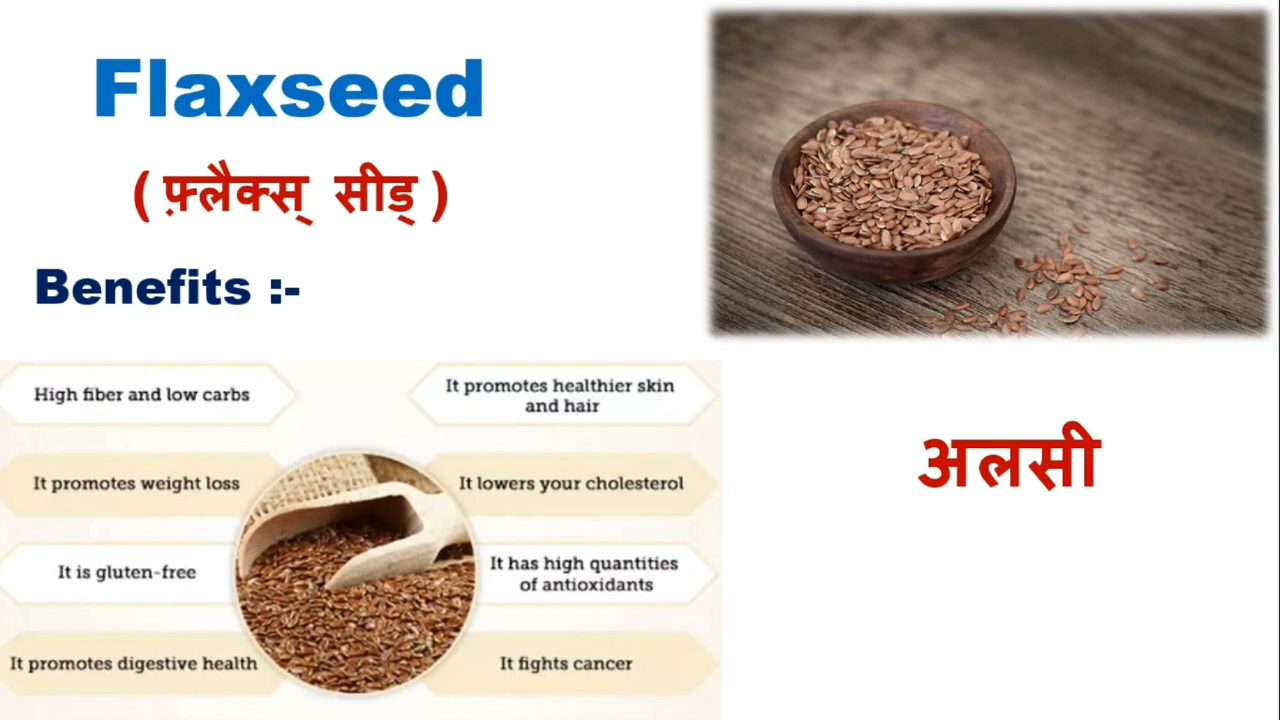 Flaxseed
( फ़्लैक्स् सीड् )
Benefits :-
High fiber and low carbs
It promotes weight loss
It is gluten-free
It promotes digestive health
It promotes healthier skin
and hair
It lowers your cholesterol
It has high quantities
of antioxidants
It fights cancer
अलसी